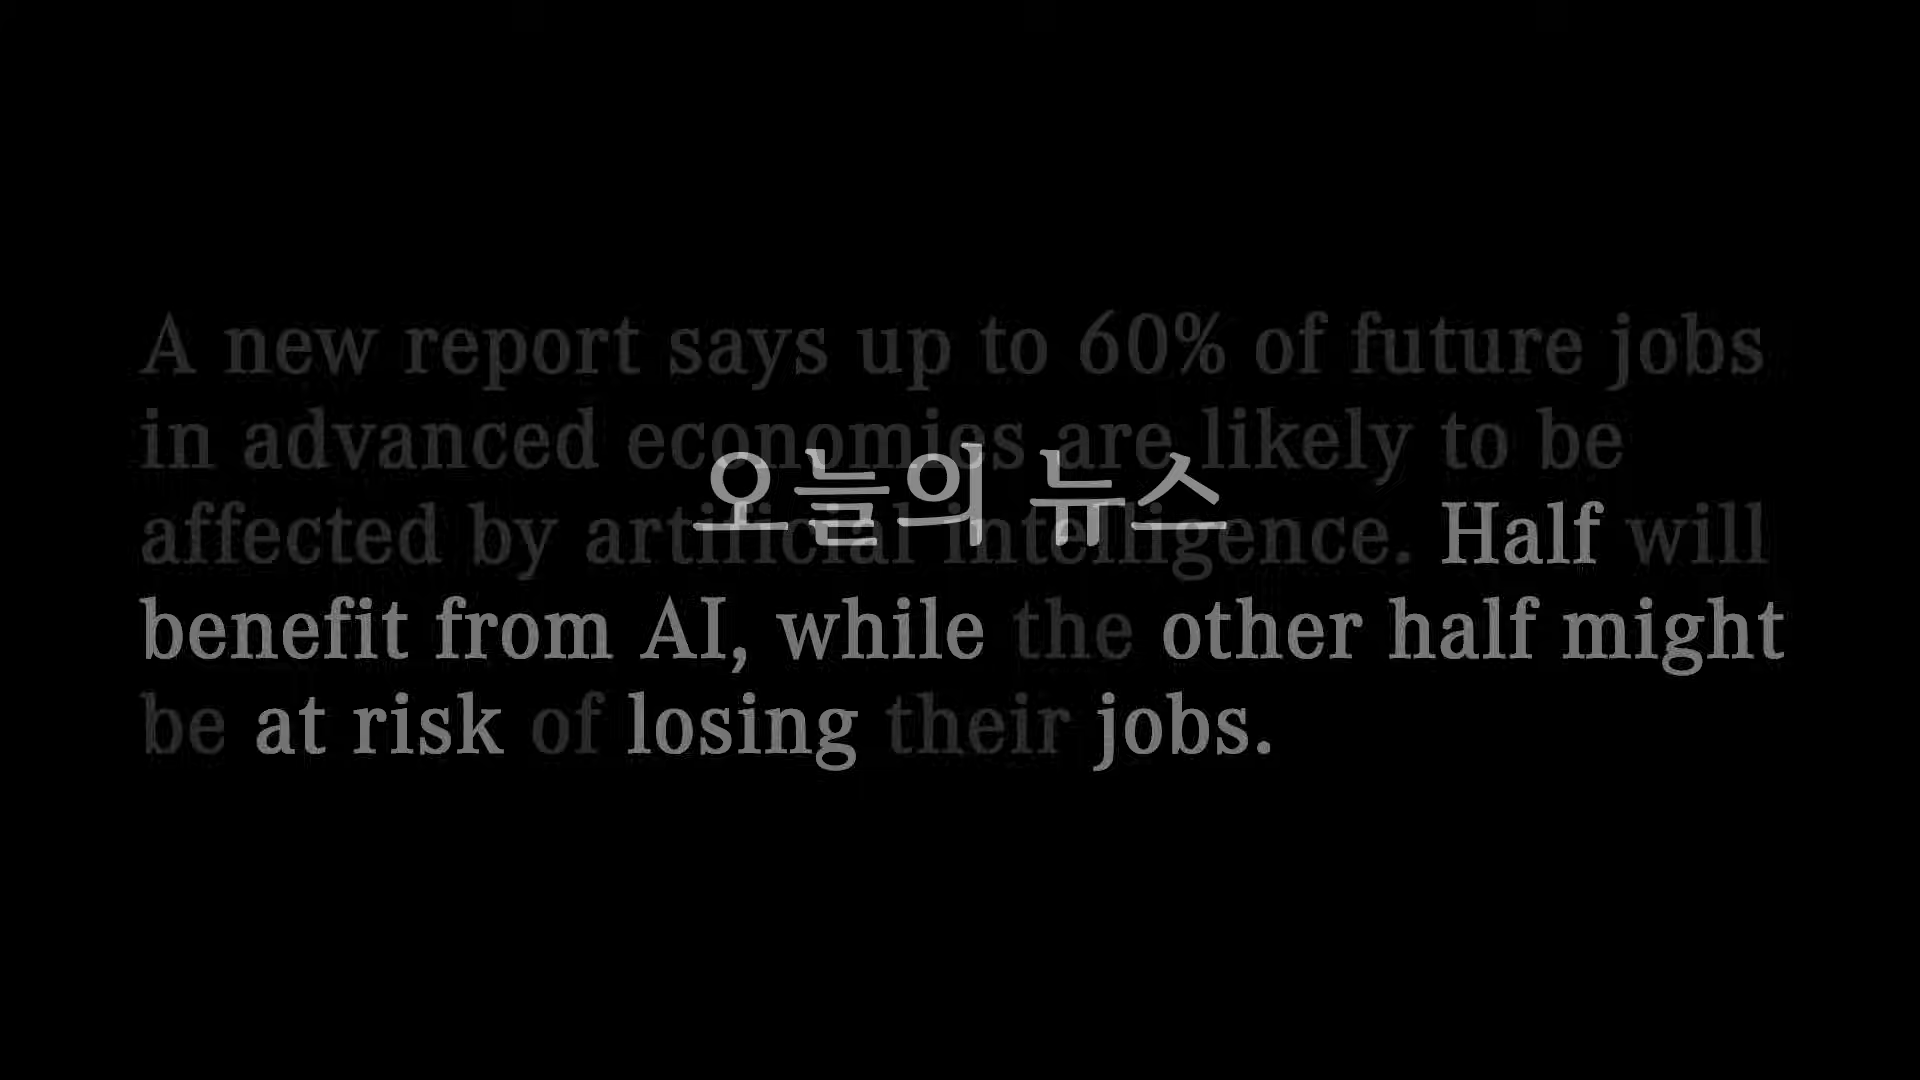 A new report says up to 60% of future jobs
in advanced economies are likely to be
오늘의 뉴스
affected by artificial intelligence. Half will
benefit from AI, while the other half might
be at risk of losing their jobs.